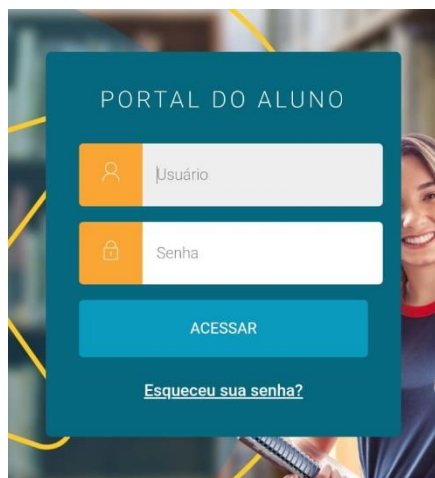 PORTAL DO ALUNO
Usuário
Senha
ACESSAR
Esqueceu sua senha?